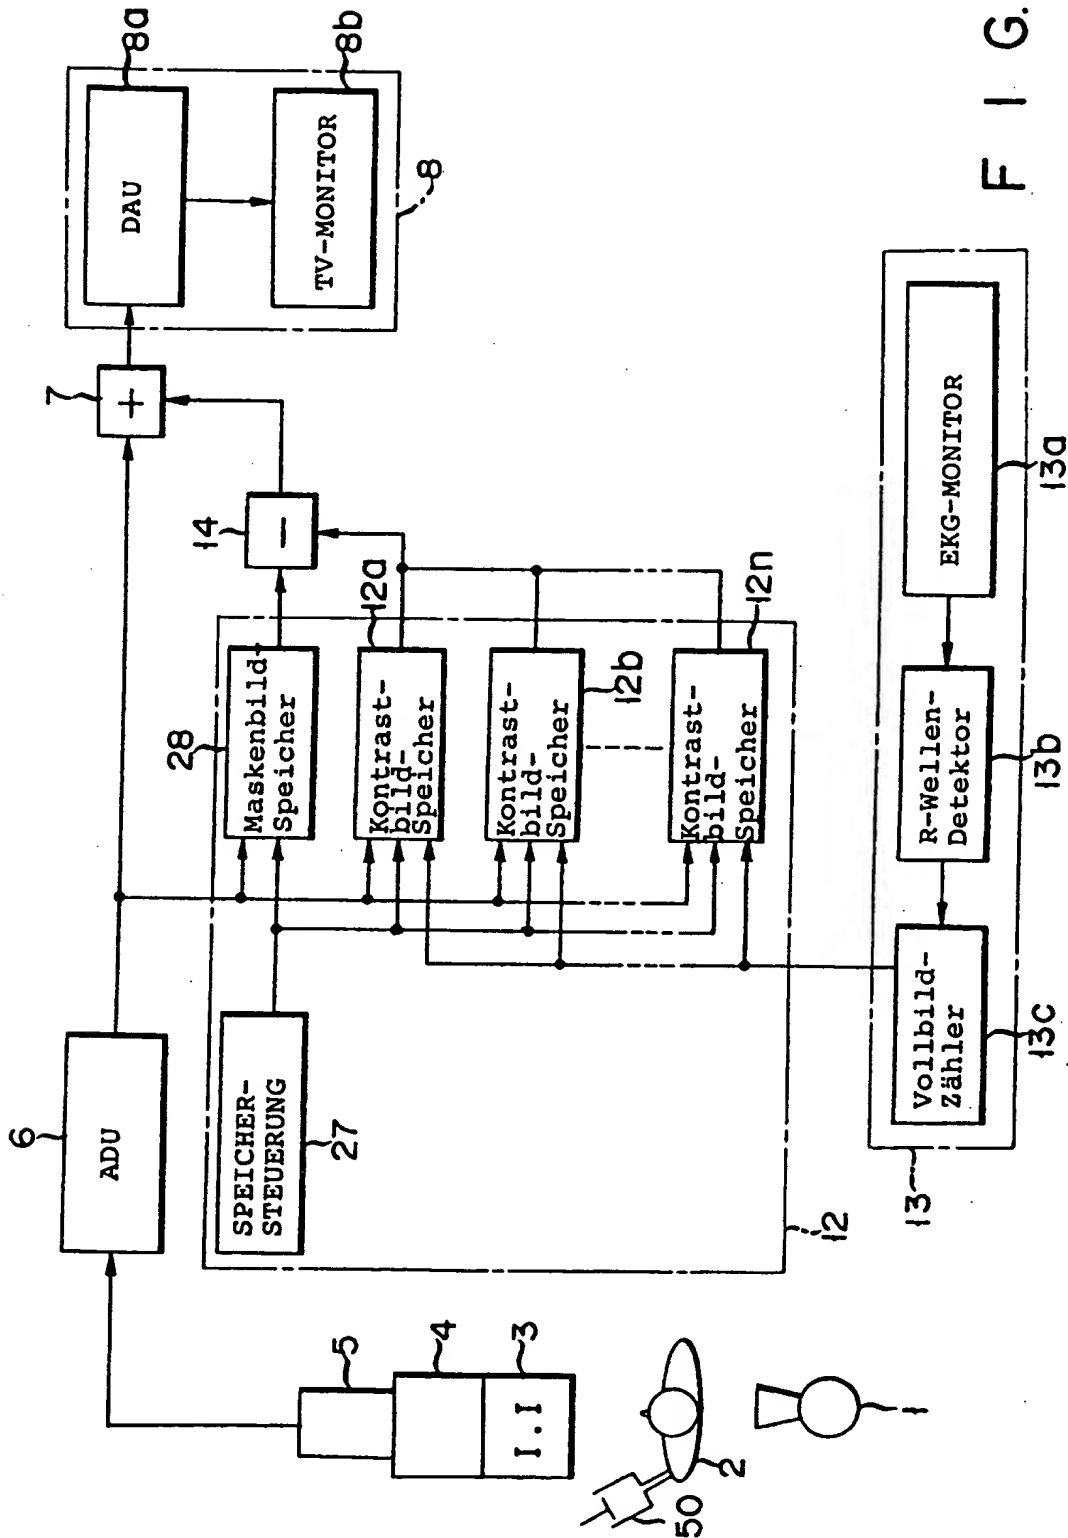 8a
DAU
8b
TV-MONITOR
8
7
+
14
−
6
ADU
28
Maskenbild-
Speicher
12a
Kontrast-
bild-
Speicher
12b
Kontrast-
bild-
Speicher
12n
Kontrast-
bild-
Speicher
SPEICHER-
STEUERUNG
27
12
5
4
3
I.I
2
50
1
EKG-MONITOR
13a
R-Wellen-
Detektor
13b
Vollbild-
Zähler
13c
13
FIG.